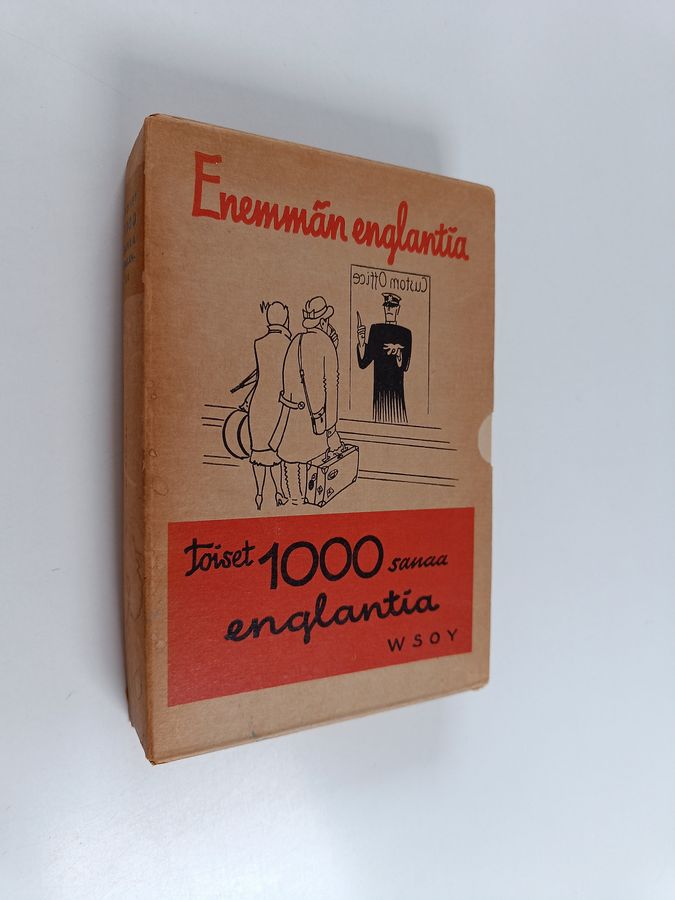 Enemmän englantia
Custom Office
toiset 1000 sanaa
englantia
WSOY